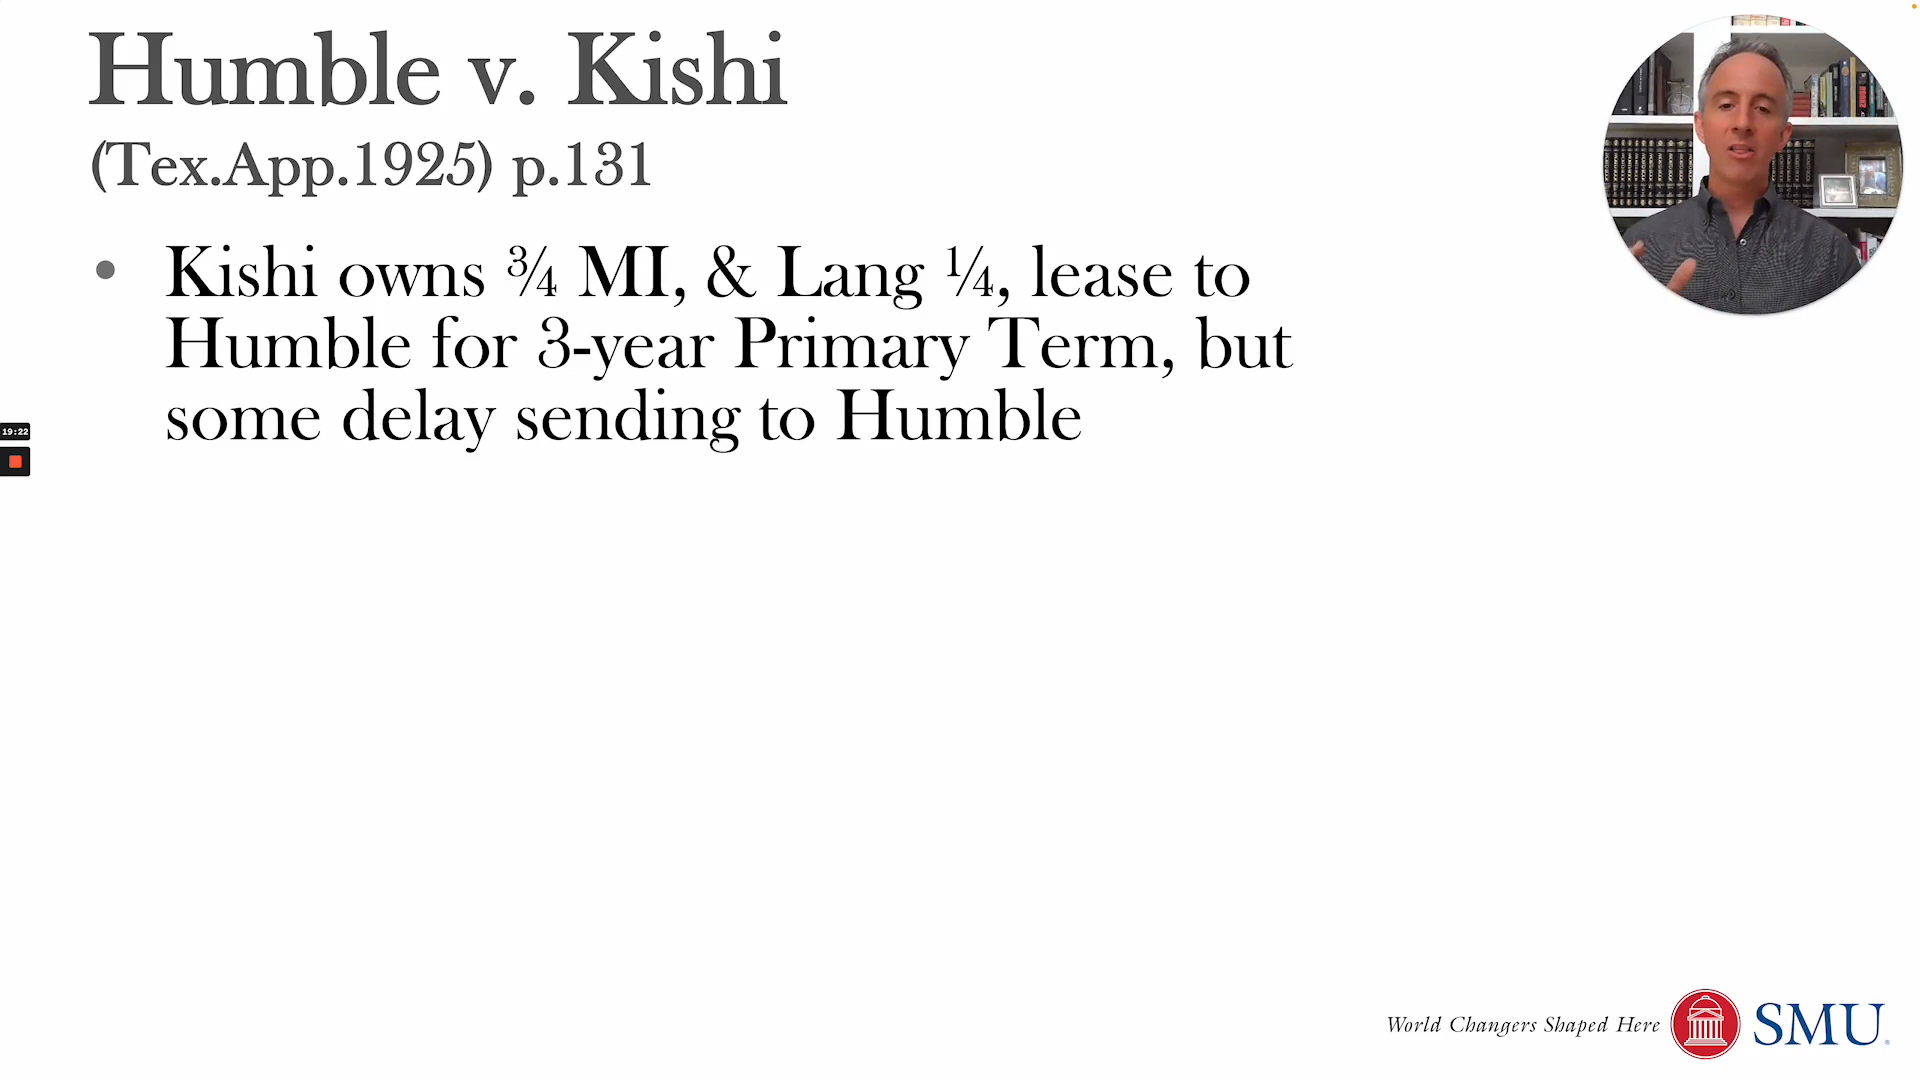 Humble v. Kishi
(Tex.App.1925) p.131
• Kishi owns ¾ MI, & Lang ¼, lease to
Humble for 3-year Primary Term, but
some delay sending to Humble
19:22
World Changers Shaped Here
SMU